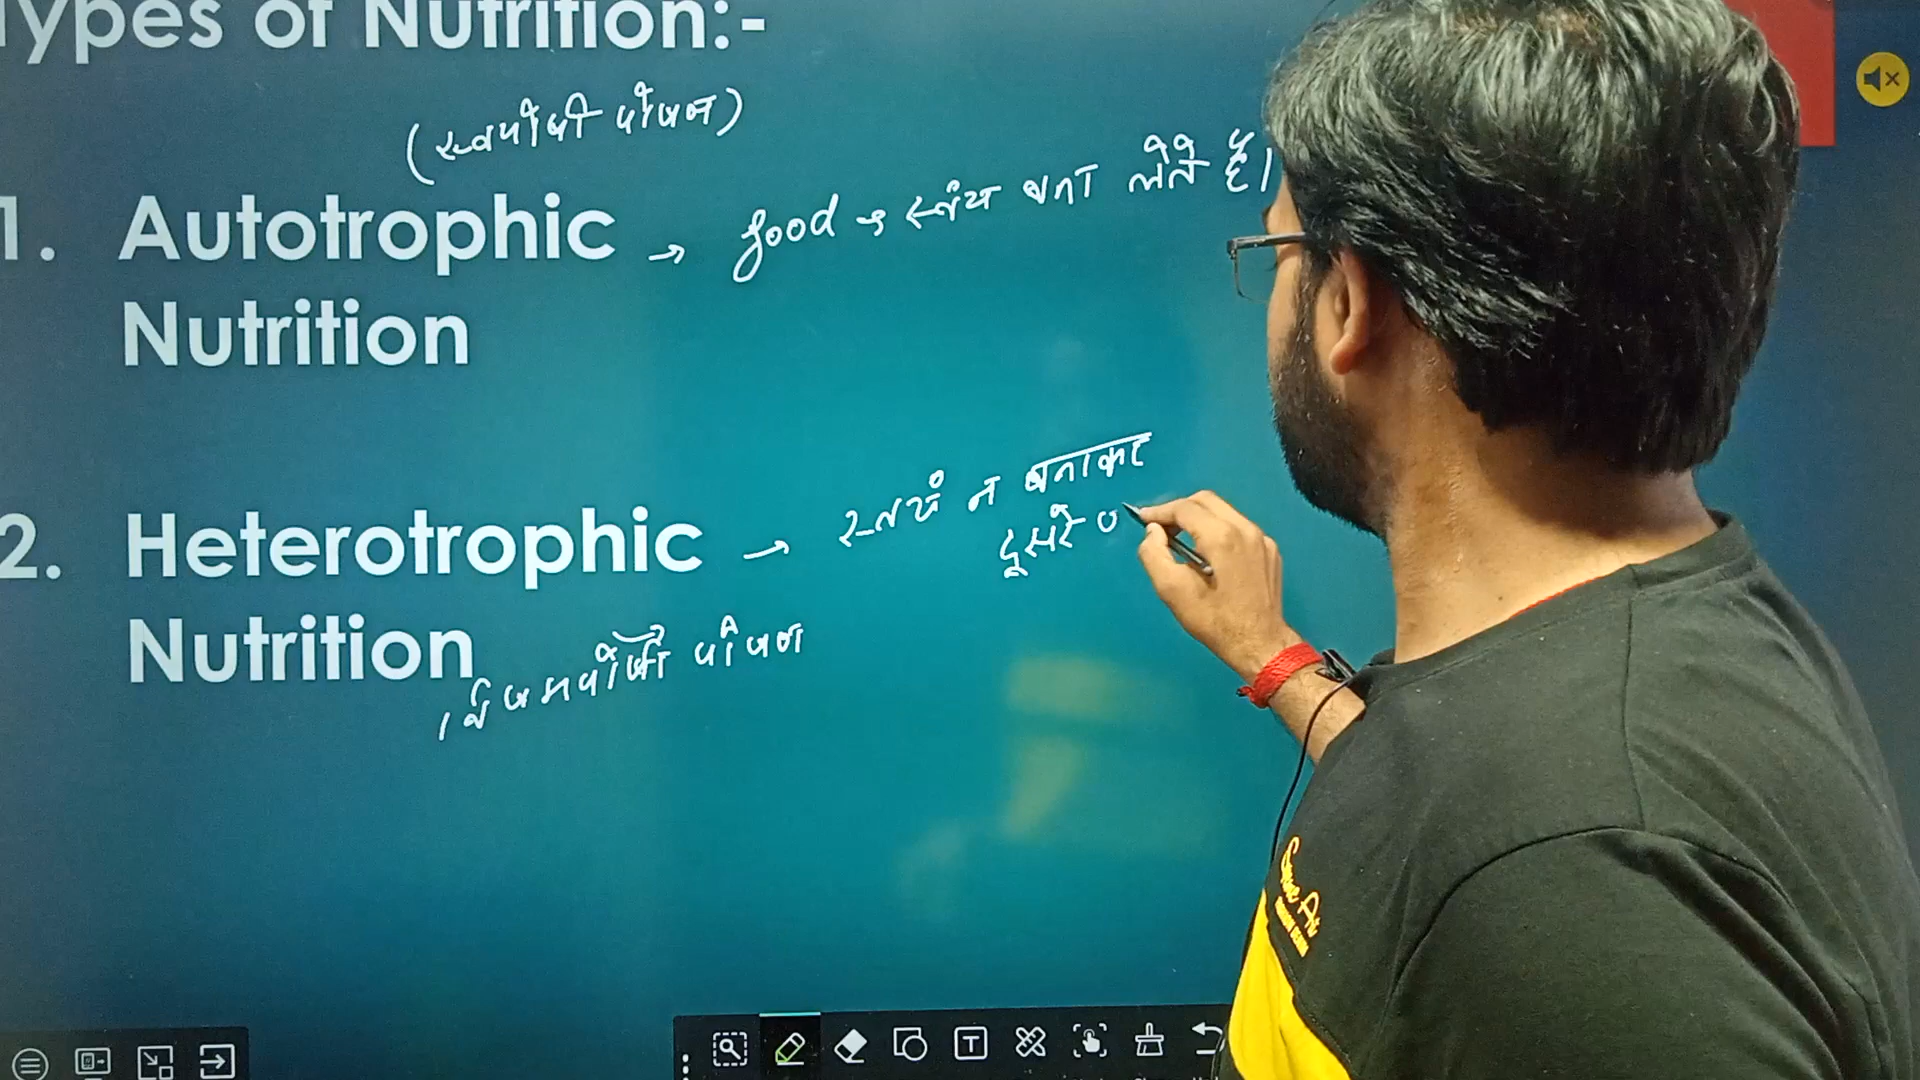 Types of Nutrition:-
(स्वपोषी पोषण)
1. Autotrophic → food → स्वंय बना लेते हैं।
Nutrition
2. Heterotrophic → स्वयं न बनाकर
दूसरे
Nutrition
विषमपोषी पोषण
T